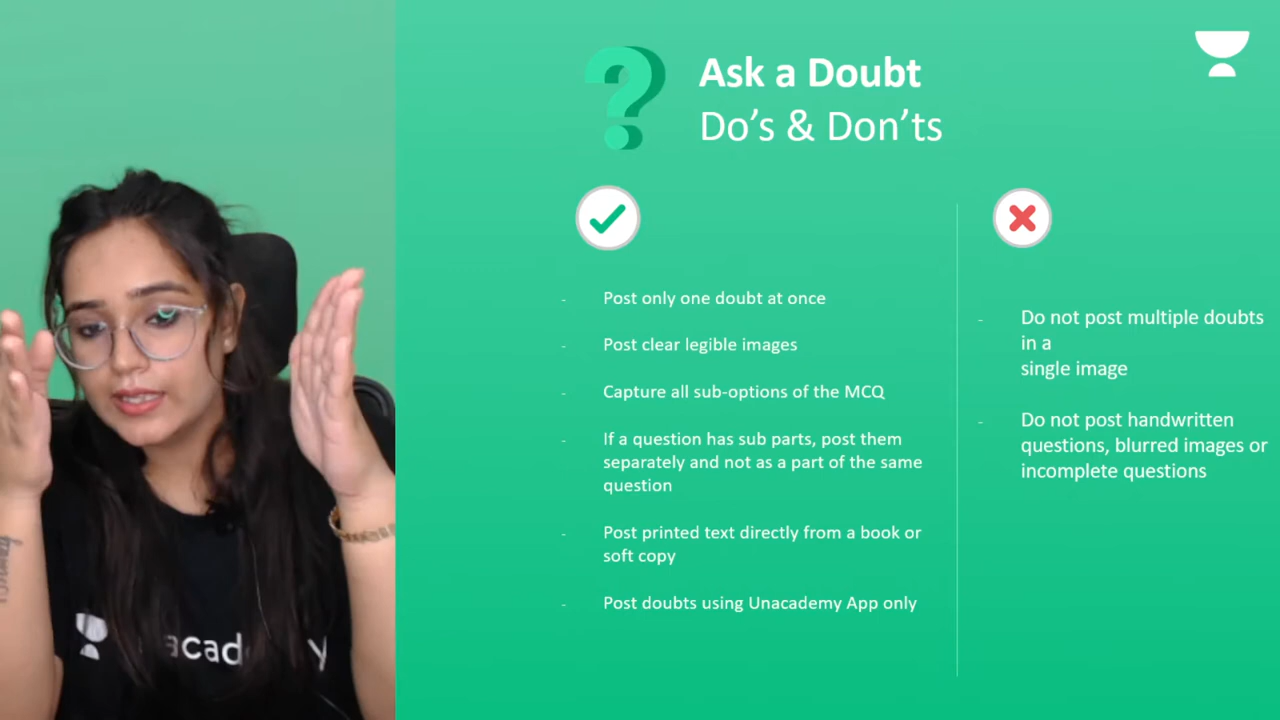 Ask a Doubt
Do's & Don'ts
- Post only one doubt at once
- Post clear legible images
- Capture all sub-options of the MCQ
- If a question has sub parts, post them
separately and not as a part of the same
question
- Post printed text directly from a book or
soft copy
- Post doubts using Unacademy App only
- Do not post multiple doubts
in a
single image
- Do not post handwritten
questions, blurred images or
incomplete questions